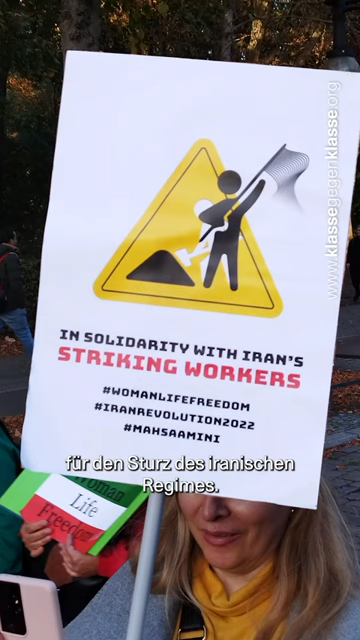 www.klassegegenklasse.org
IN SOLIDARITY WITH IRAN'S
STRIKING WORKERS
#WOMANLIFEFREEDOM
#IRANREVOLUTION2022
#MAHSAAMINI
für den Sturz des iranischen
Regimes.
Woman
Life
Freedom